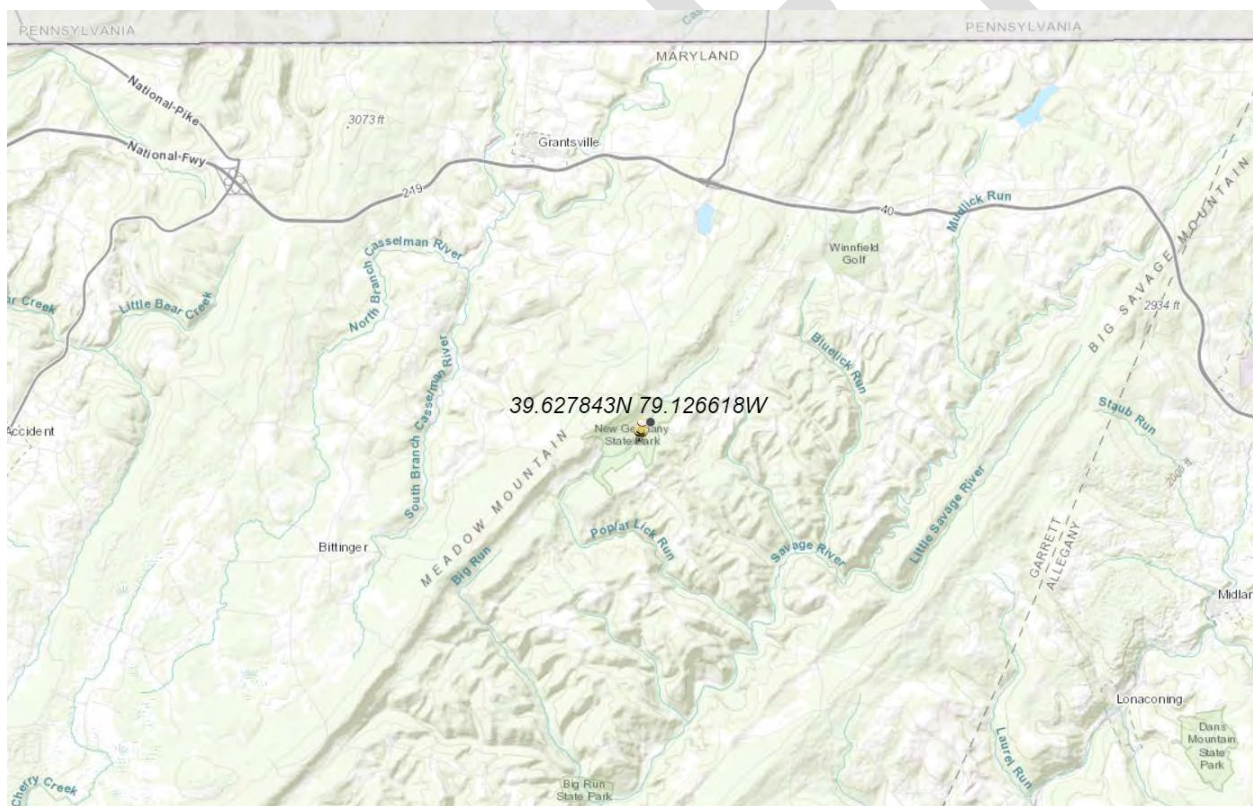 PENNSYLVANIA
PENNSYLVANIA
MARYLAND
National-Pike
3073 ft
Grantsville
National-Fwy
219
40
Mudlick Run
BIG SAVAGE MOUNTAIN
Winnfield
Golf
North Branch Casselman River
Little Bear Creek
2934 ft
South Branch Casselman River
Bluelick Run
39.627843N 79.126618W
Staub Run
Accident
New Germany
State Park
MEADOW MOUNTAIN
Little Savage River
Poplar Lick Run
Savage River
Bittinger
Big Run
GARRETT
ALLEGANY
Lonaconing
Dans
Mountain
State
Park
Laurel Run
Cherry Creek
Big Run
State Park